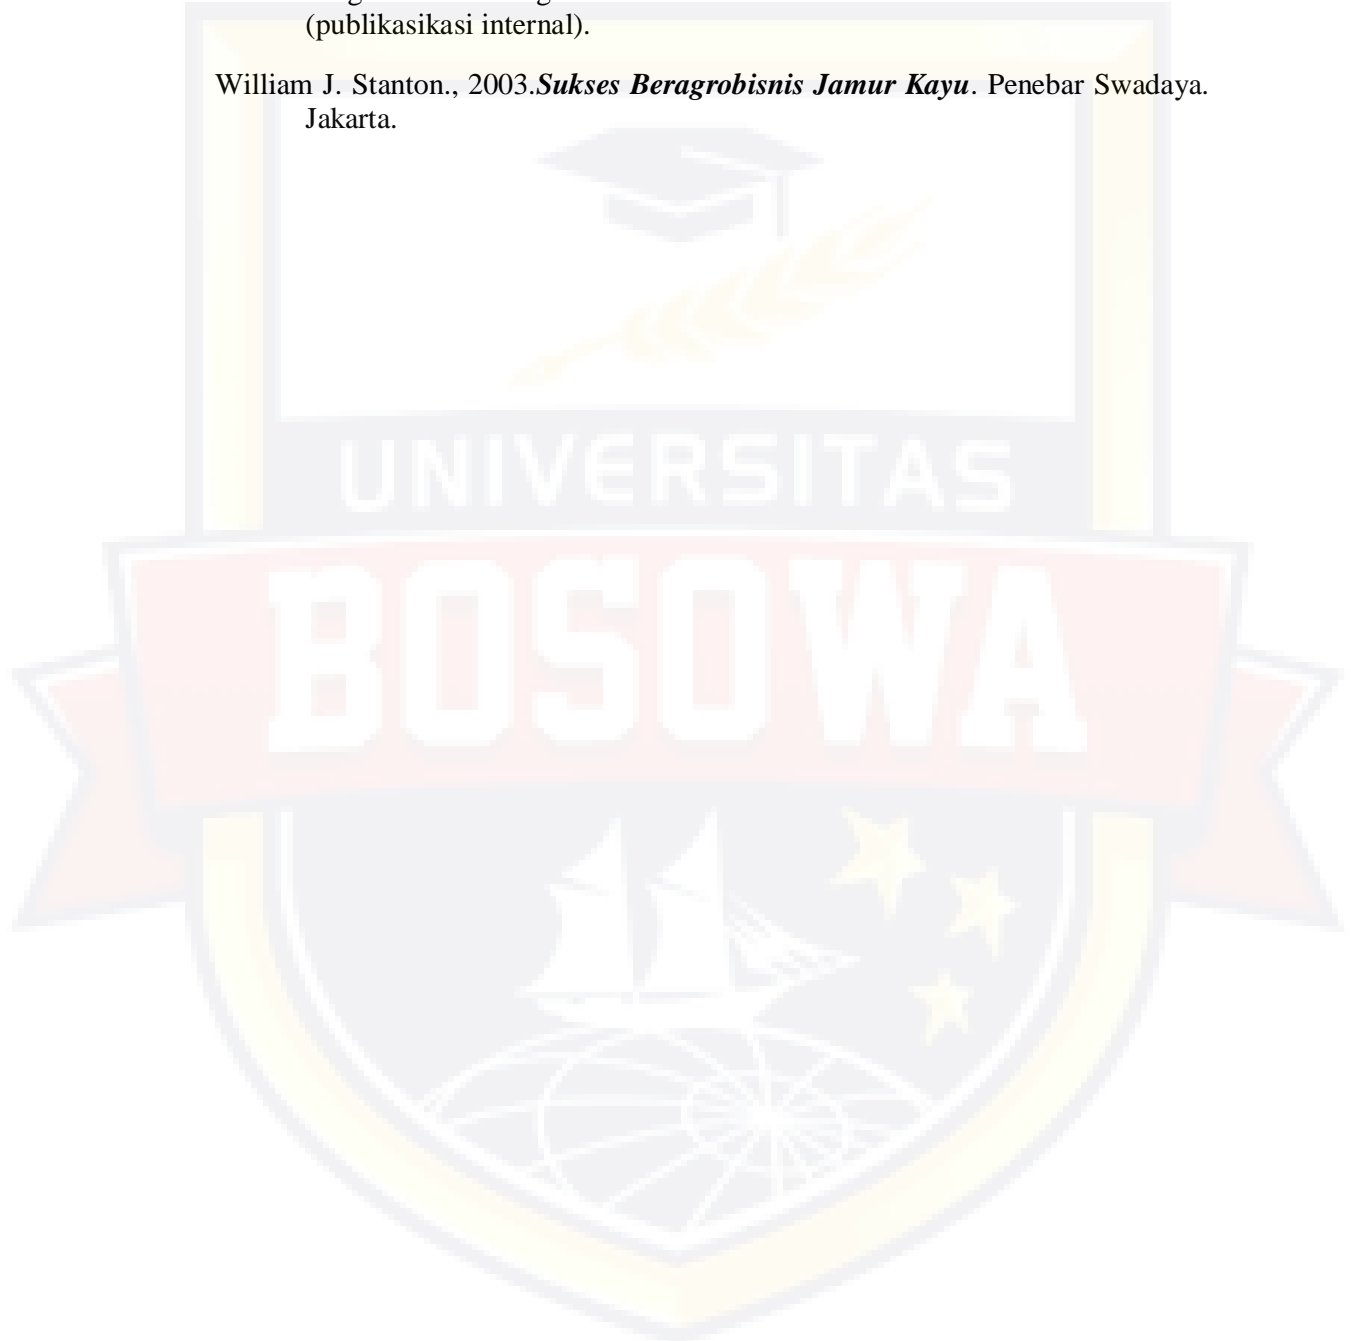 (publikasikasi internal).
William J. Stanton., 2003.Sukses Beragrobisnis Jamur Kayu. Penebar Swadaya.
Jakarta.
UNIVERSITAS
BOSOWA